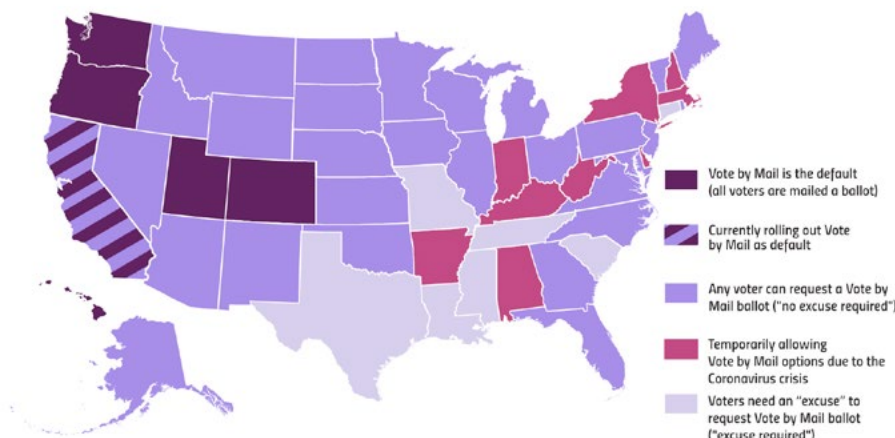 Vote by Mail is the default
(all voters are mailed a ballot)
Currently rolling out Vote
by Mail as default
Any voter can request a Vote by
Mail ballot ("no excuse required")
Temporarily allowing
Vote by Mail options due to the
Coronavirus crisis
Voters need an "excuse" to
request Vote by Mail ballot
("excuse required")